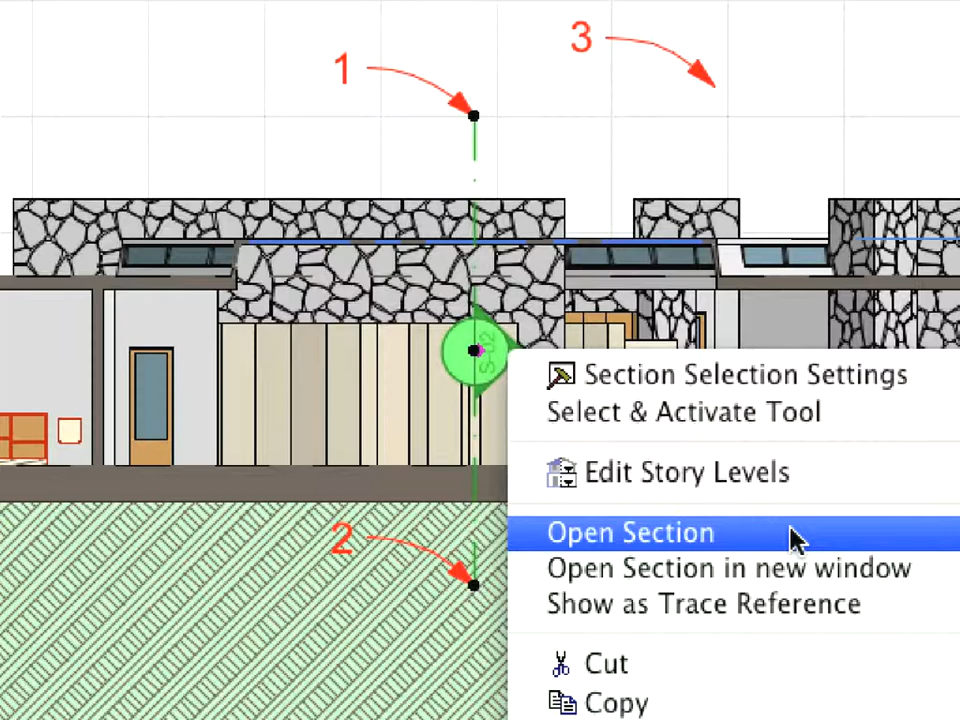 3
1
S-02
Section Selection Settings
Select & Activate Tool
Edit Story Levels
Open Section
2
Open Section in new window
Show as Trace Reference
Cut
Copy